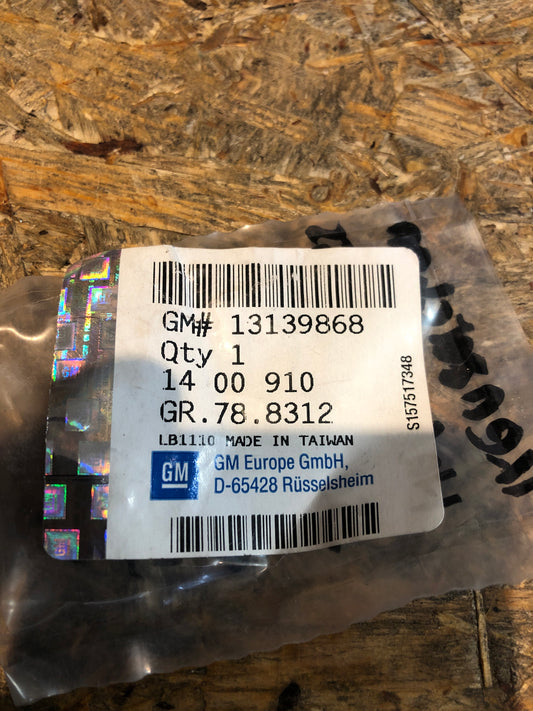 GM# 13139868
Qty 1
14 00 910
GR.78.8312
LB1110 MADE IN TAIWAN
GM
GM Europe GmbH,
D-65428 Rüsselsheim
S157517348